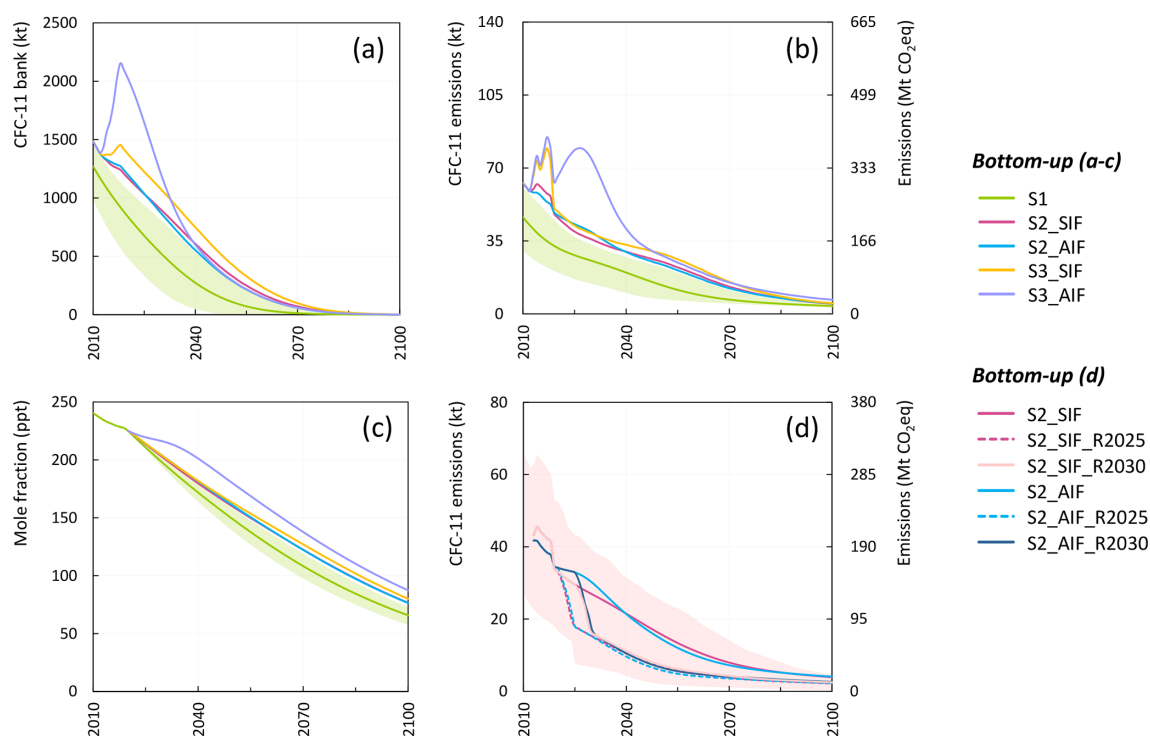 (a)
CFC-11 bank (kt)
2500
2000
1500
1000
500
0
2010
2040
2070
2100
(b)
CFC-11 emissions (kt)
140
105
70
35
0
Emissions (Mt CO₂eq)
665
499
333
166
0
2010
2040
2070
2100
Bottom-up (a-c)
S1
S2_SIF
S2_AIF
S3_SIF
S3_AIF
(c)
Mole fraction (ppt)
250
200
150
100
50
0
2010
2040
2070
2100
(d)
CFC-11 emissions (kt)
80
60
40
20
0
Emissions (Mt CO₂eq)
380
285
190
95
0
2010
2040
2070
2100
Bottom-up (d)
S2_SIF
S2_SIF_R2025
S2_SIF_R2030
S2_AIF
S2_AIF_R2025
S2_AIF_R2030